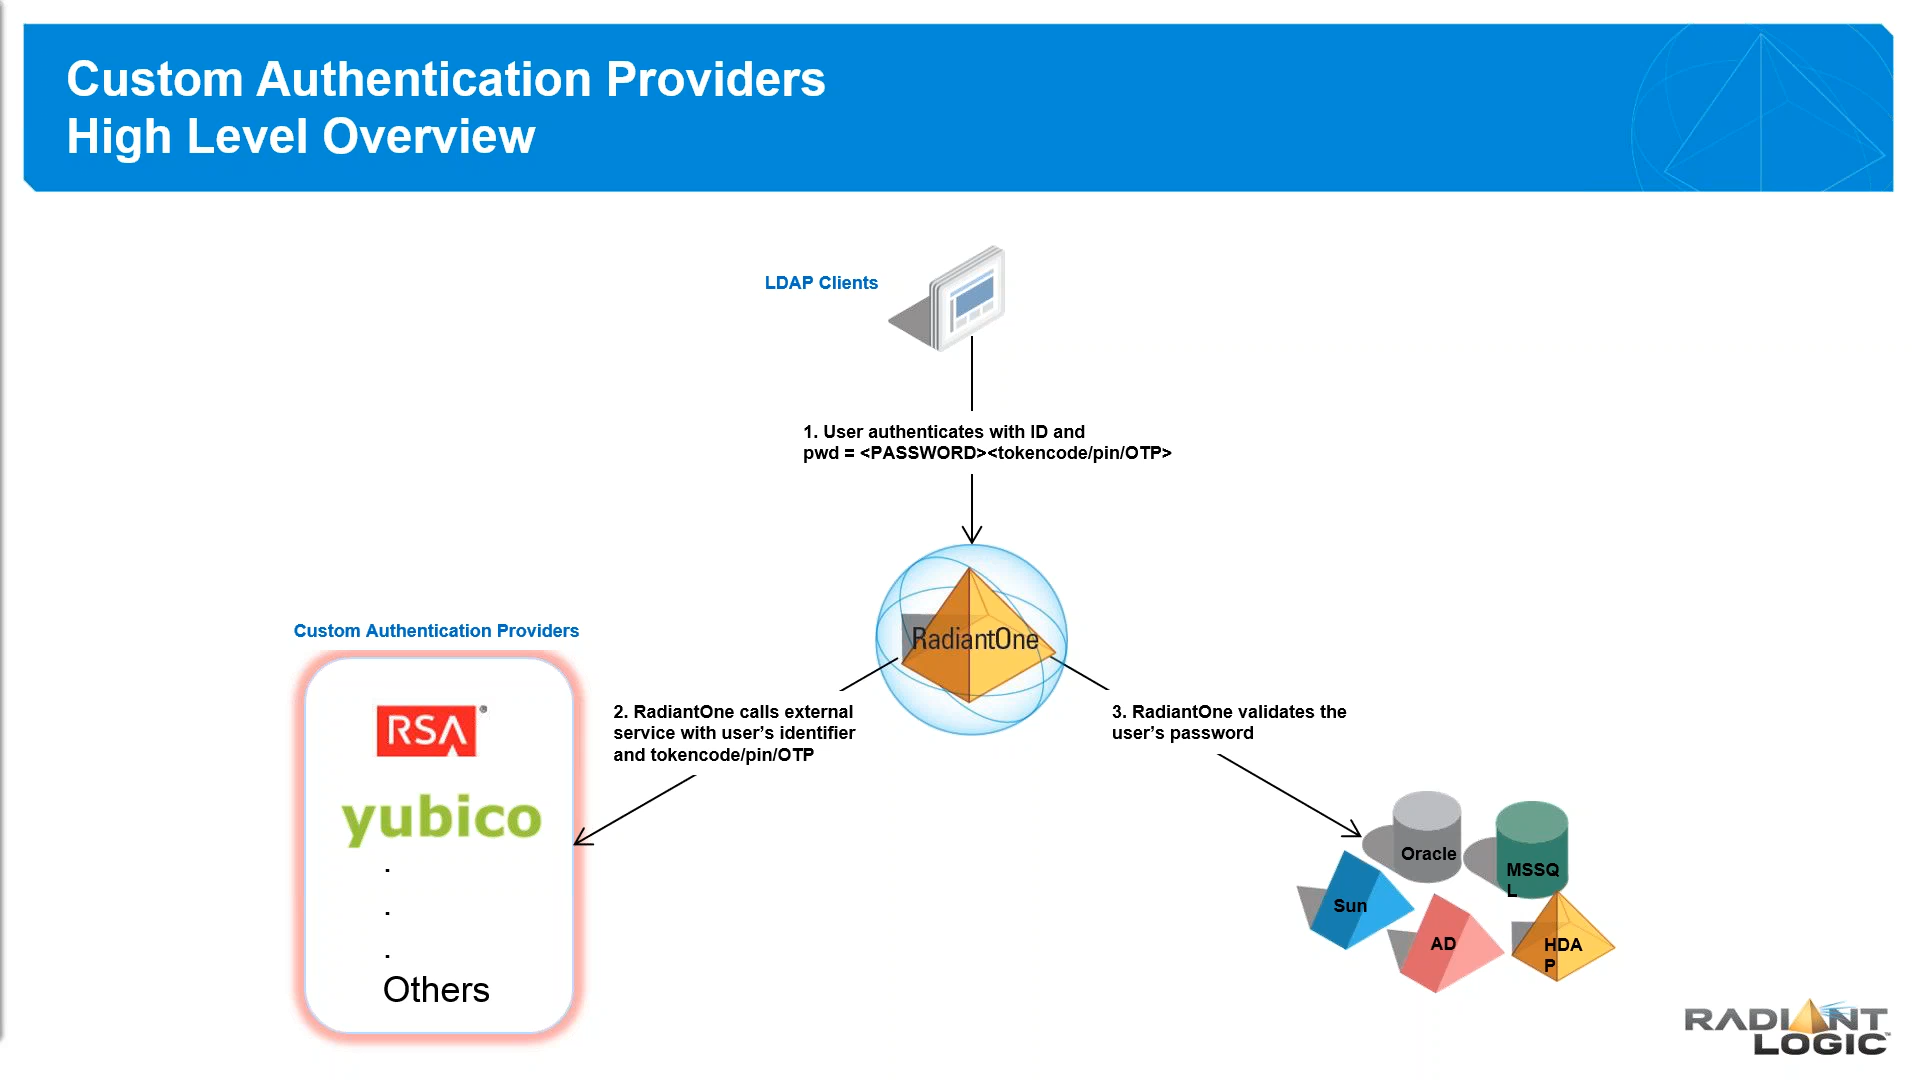 Custom Authentication Providers
High Level Overview
LDAP Clients
1. User authenticates with ID and
pwd = <PASSWORD><tokencode/pin/OTP>
RadiantOne
Custom Authentication Providers
RSA®
yubico
.
.
.
Others
2. RadiantOne calls external
service with user’s identifier
and tokencode/pin/OTP
3. RadiantOne validates the
user’s password
Oracle
MSSQ
L
Sun
AD
HDA
P
RADIANT
LOGIC™